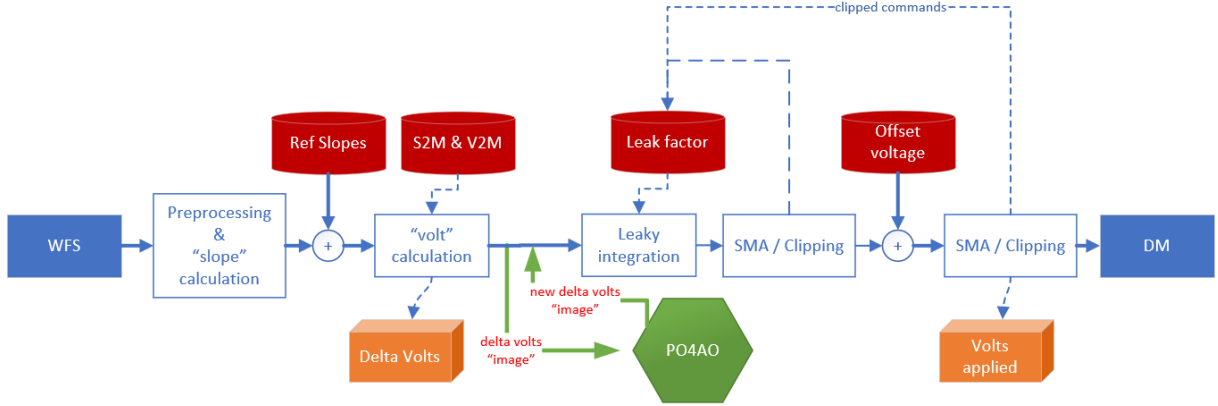 clipped commands
Ref Slopes
S2M & V2M
Leak factor
Offset
voltage
WFS
Preprocessing
&
“slope”
calculation
+
“volt”
calculation
Leaky
integration
SMA / Clipping
+
SMA / Clipping
DM
new delta volts
“image”
delta volts
“image”
Delta Volts
PO4AO
Volts
applied